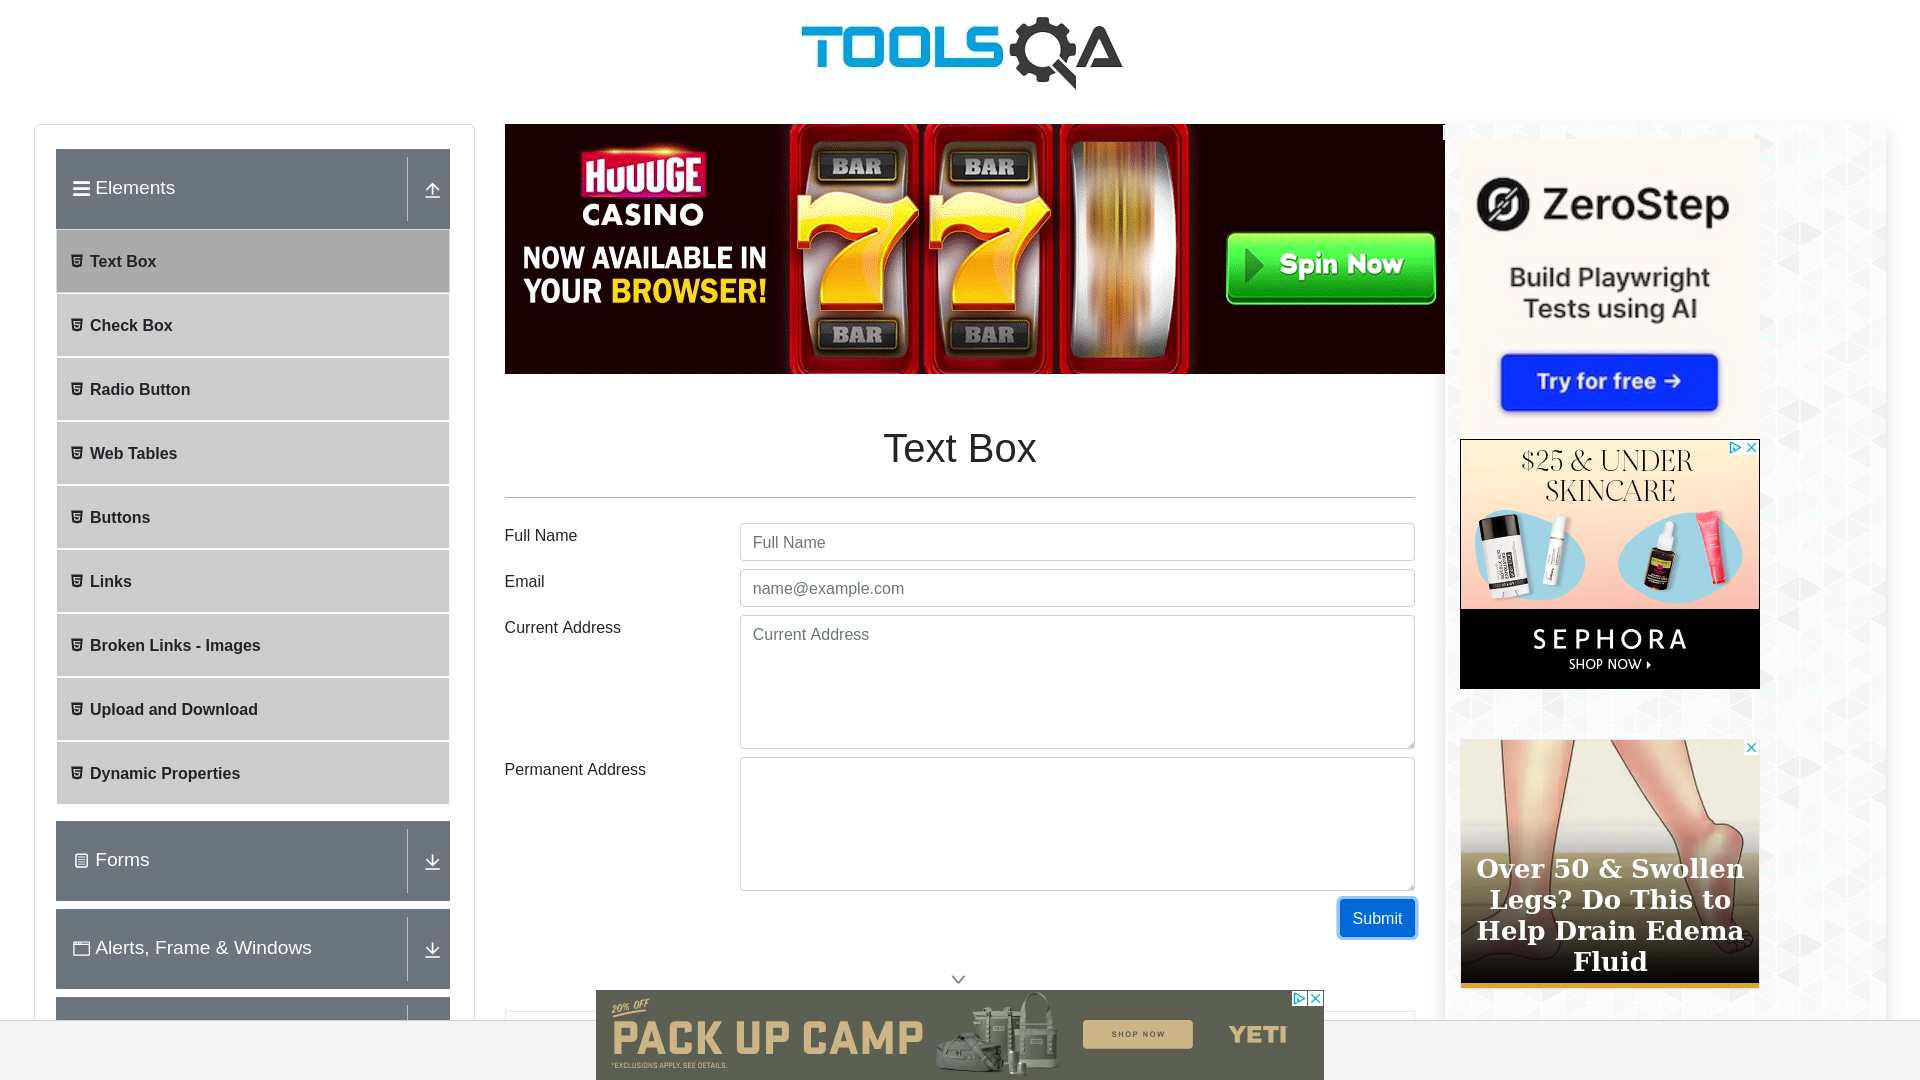 TOOLSQA
Elements
Text Box
Check Box
Radio Button
Web Tables
Buttons
Links
Broken Links - Images
Upload and Download
Dynamic Properties
Forms
Alerts, Frame & Windows
HUUUGE
CASINO
NOW AVAILABLE IN
YOUR BROWSER!
BAR
BAR
7
7
BAR
BAR
Spin Now
Text Box
Full Name
Full Name
Email
name@example.com
Current Address
Current Address
Permanent Address
Submit
ZeroStep
Build Playwright
Tests using AI
Try for free →
$25 & UNDER
SKINCARE
SEPHORA
SHOP NOW
Over 50 & Swollen
Legs? Do This to
Help Drain Edema
Fluid
20% OFF
PACK UP CAMP
*EXCLUSIONS APPLY. SEE DETAILS.
SHOP NOW
YETI